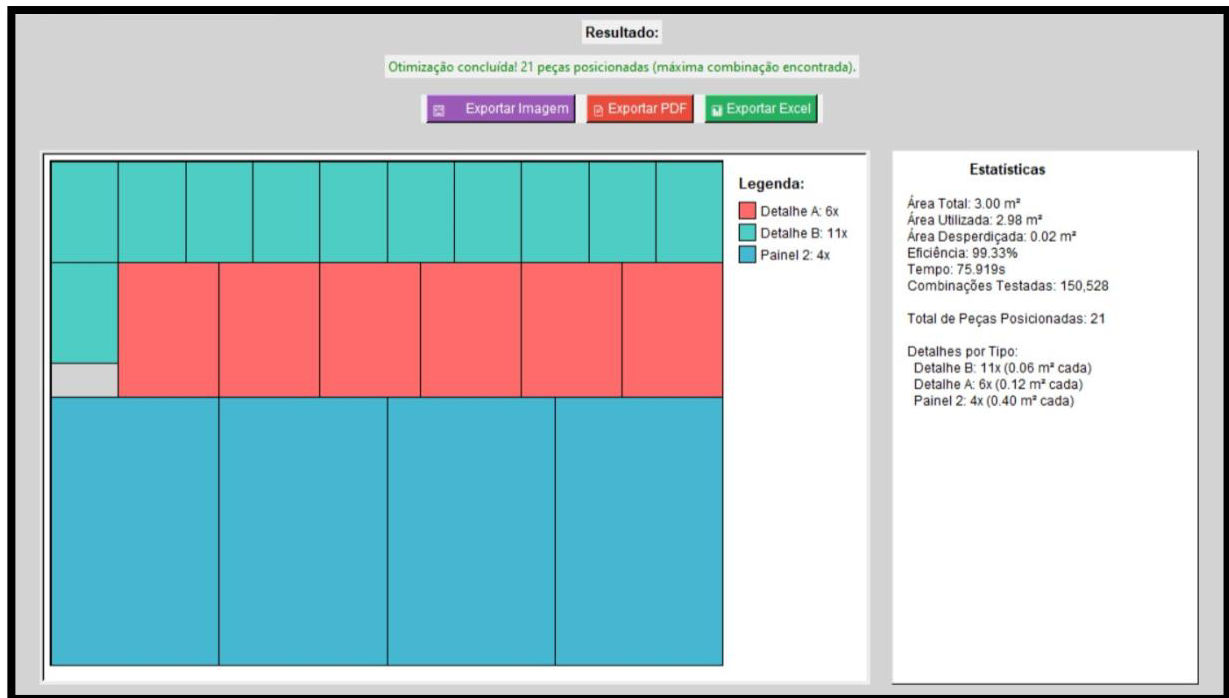 Resultado:
Otimização concluída! 21 peças posicionadas (máxima combinação encontrada).
Exportar Imagem
Exportar PDF
Exportar Excel
Legenda:
Detalhe A: 6x
Detalhe B: 11x
Painel 2: 4x
Estatísticas
Área Total: 3.00 m²
Área Utilizada: 2.98 m²
Área Desperdiçada: 0.02 m²
Eficiência: 99.33%
Tempo: 75.919s
Combinações Testadas: 150,528
Total de Peças Posicionadas: 21
Detalhes por Tipo:
Detalhe B: 11x (0.06 m² cada)
Detalhe A: 6x (0.12 m² cada)
Painel 2: 4x (0.40 m² cada)